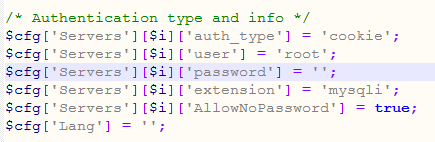 /* Authentication type and info */
$cfg['Servers'][$i]['auth_type'] = 'cookie';
$cfg['Servers'][$i]['user'] = 'root';
$cfg['Servers'][$i]['password'] = '';
$cfg['Servers'][$i]['extension'] = 'mysqli';
$cfg['Servers'][$i]['AllowNoPassword'] = true;
$cfg['Lang'] = '';